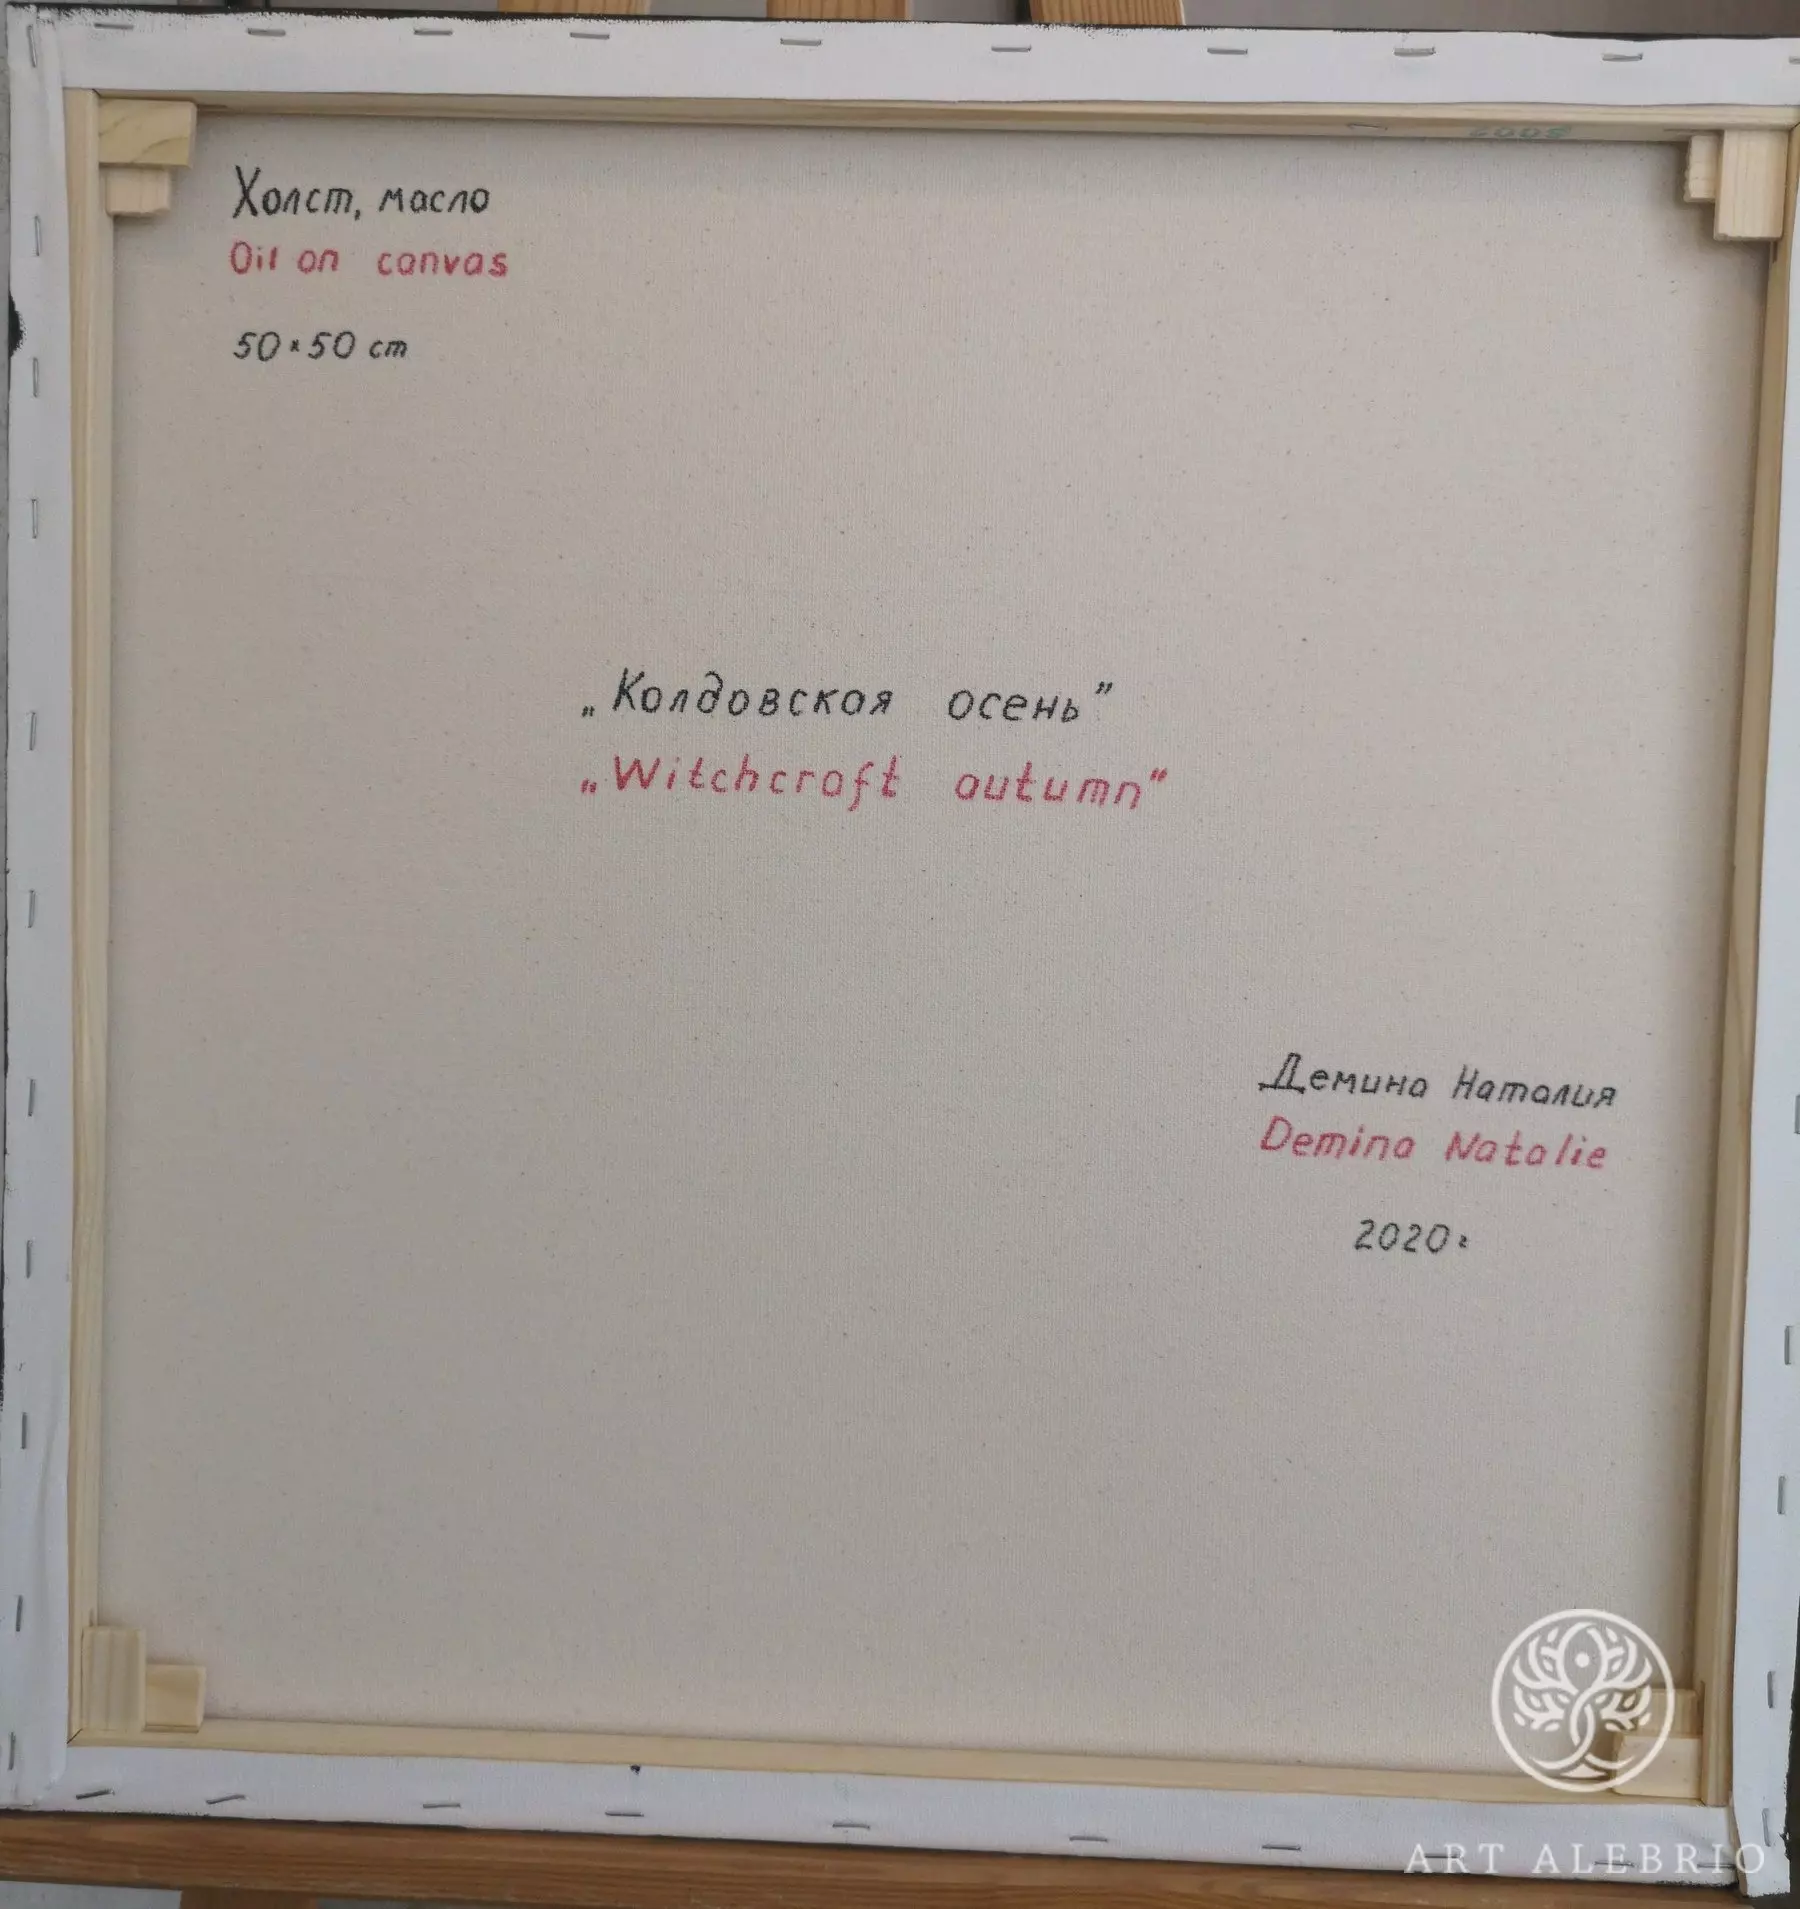 Холст, масло
Oil on canvas
50×50 cm
„Колдовская осень”
„Witchcraft autumn”
Демина Наталия
Demina Natalie
2020г
ART ALEBRIO